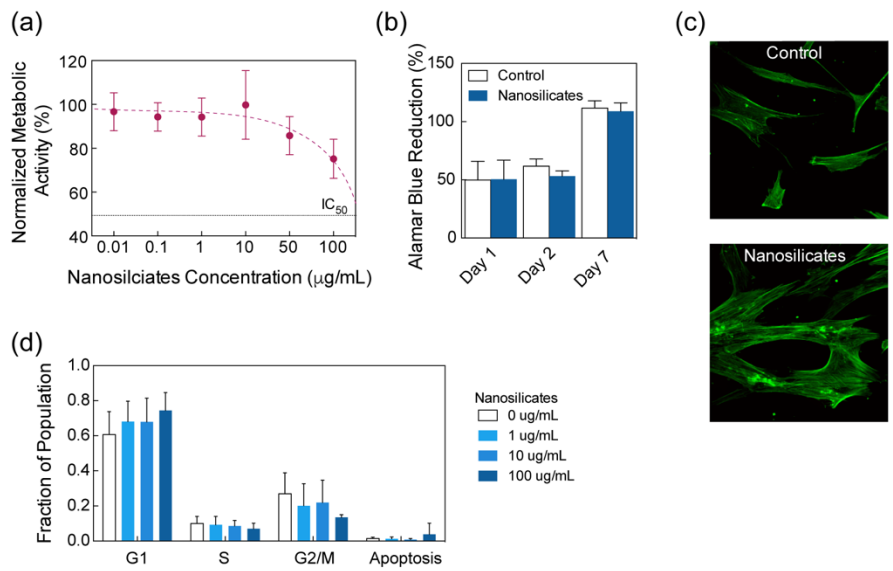 (a)
Normalized Metabolic
Activity (%)
120
100
80
60
40
IC50
0.01 0.1 1 10 50 100
Nanosilciates Concentration (μg/mL)
(b)
Alamar Blue Reduction (%)
150
100
50
0
Control
Nanosilicates
Day 1 Day 2 Day 7
(c)
Control
Nanosilicates
(d)
Fraction of Population
1.0
0.8
0.6
0.4
0.2
0.0
G1 S G2/M Apoptosis
Nanosilicates
0 ug/mL
1 ug/mL
10 ug/mL
100 ug/mL